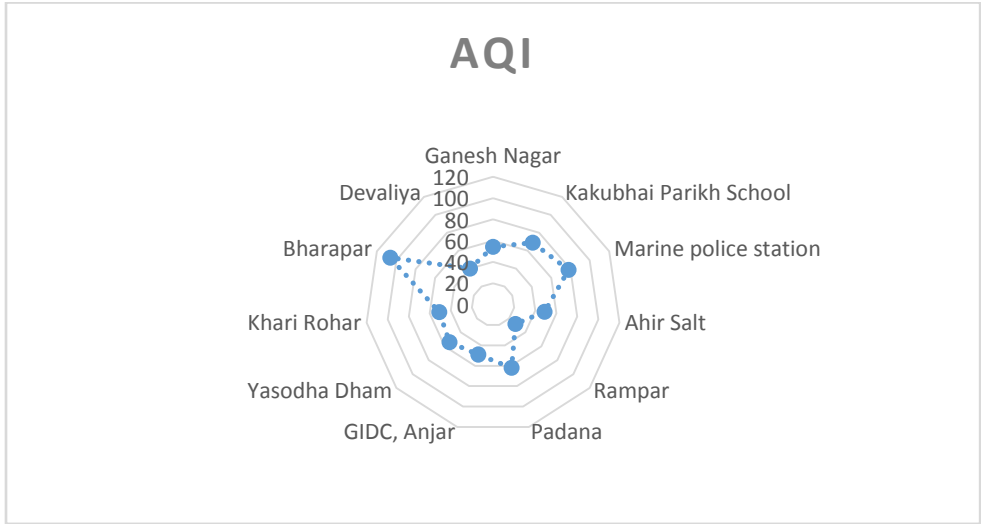 AQI
Ganesh Nagar
Kakubhai Parikh School
Marine police station
Ahir Salt
Rampar
Padana
GIDC, Anjar
Yasodha Dham
Khari Rohar
Bharapar
Devaliya
120
100
80
60
40
20
0